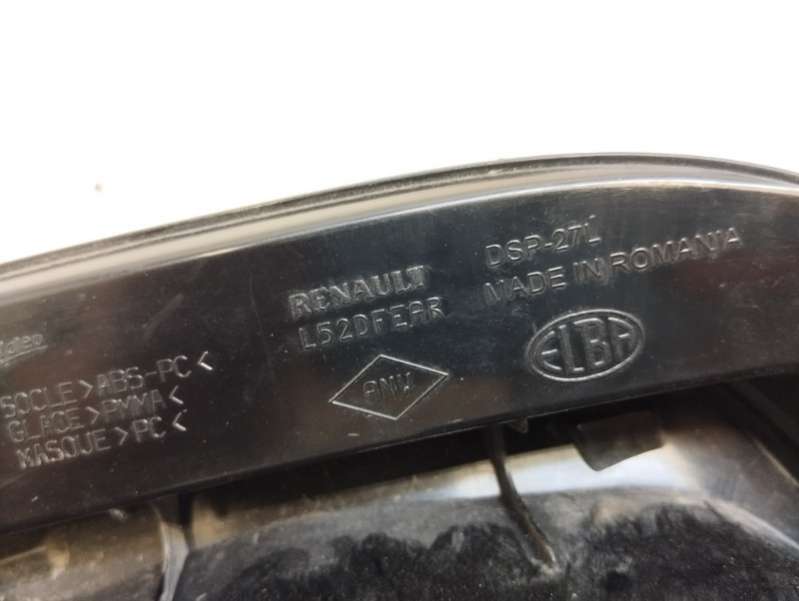 RENAULT
L52DFEAR
DSP-27L
MADE IN ROMANIA
ELBA
SOCLE >ABS-PC<
GLACE >PMMA<
MASQUE >PC<